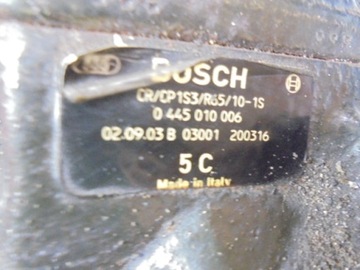 BOSCH
CR/CP1S3/R65/10-1S
0 445 010 006
02.09.03 B 03001 200316
5 C
Made in Italy